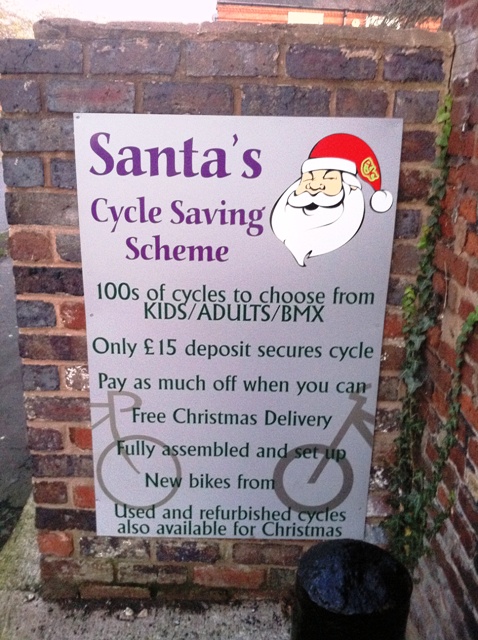 Santa's
Cycle Saving
Scheme
100s of cycles to choose from
KIDS/ADULTS/BMX
Only £15 deposit secures cycle
Pay as much off when you can
Free Christmas Delivery
Fully assembled and set up
New bikes from
Used and refurbished cycles
also available for Christmas